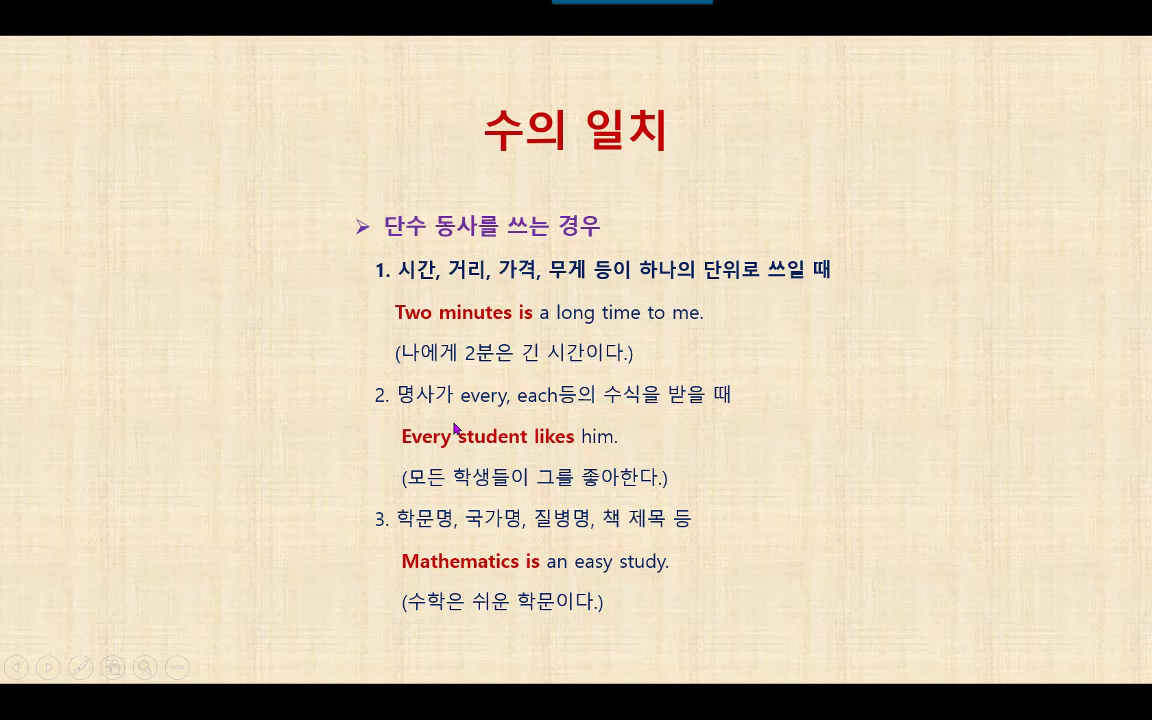 수의 일치
➢ 단수 동사를 쓰는 경우
1. 시간, 거리, 가격, 무게 등이 하나의 단위로 쓰일 때
Two minutes is a long time to me.
(나에게 2분은 긴 시간이다.)
2. 명사가 every, each등의 수식을 받을 때
Every student likes him.
(모든 학생들이 그를 좋아한다.)
3. 학문명, 국가명, 질병명, 책 제목 등
Mathematics is an easy study.
(수학은 쉬운 학문이다.)